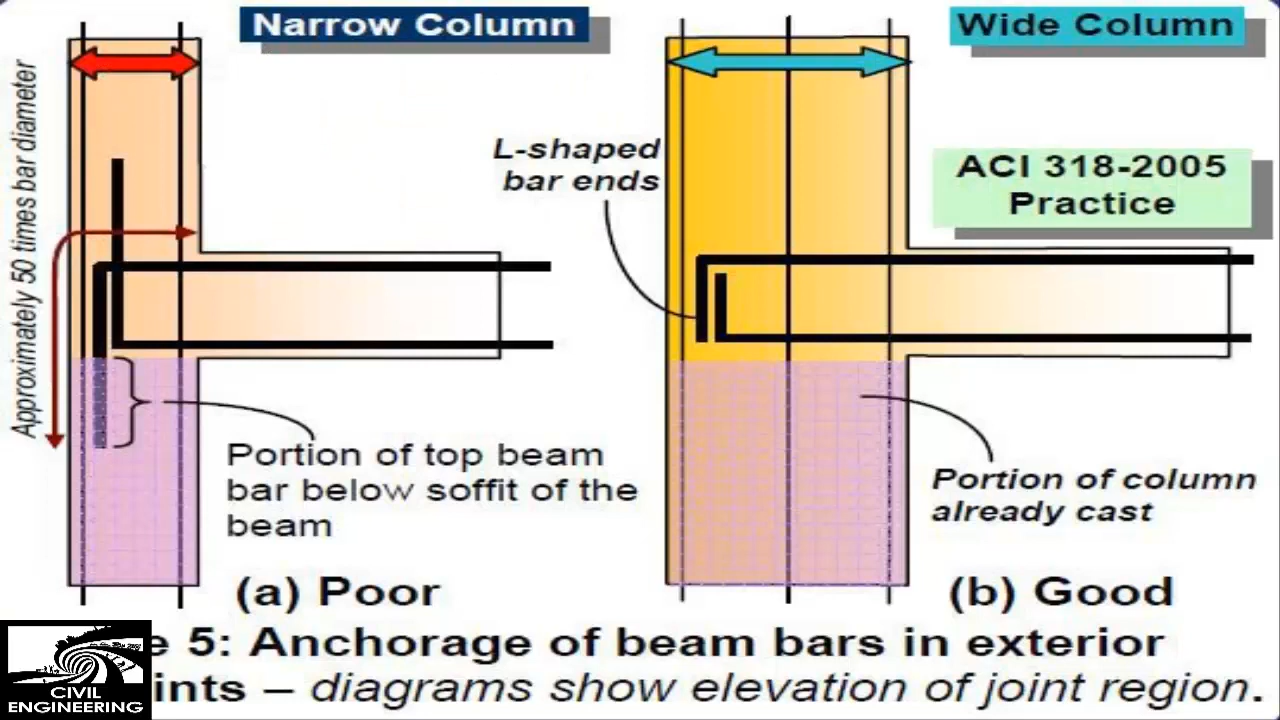 Narrow Column
Wide Column
Approximately 50 times bar diameter
L-shaped
bar ends
ACI 318-2005
Practice
Portion of top beam
bar below soffit of the
beam
Portion of column
already cast
(a) Poor
(b) Good
e 5: Anchorage of beam bars in exterior
ints – diagrams show elevation of joint region.
CIVIL
ENGINEERING